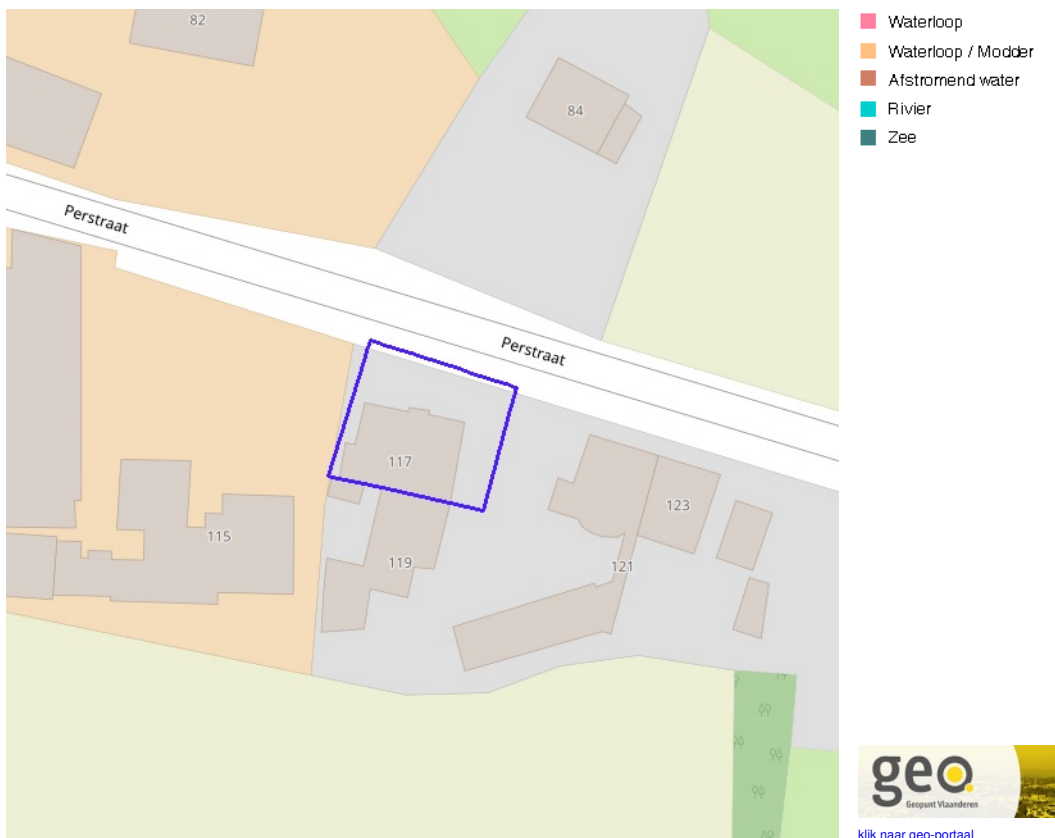 82
Waterloop
Waterloop / Modder
Afstromend water
Rivier
Zee
84
Perstraat
Perstraat
117
123
115
119
121
geo.
Geopunt Vlaanderen
klik naar geo-portaal